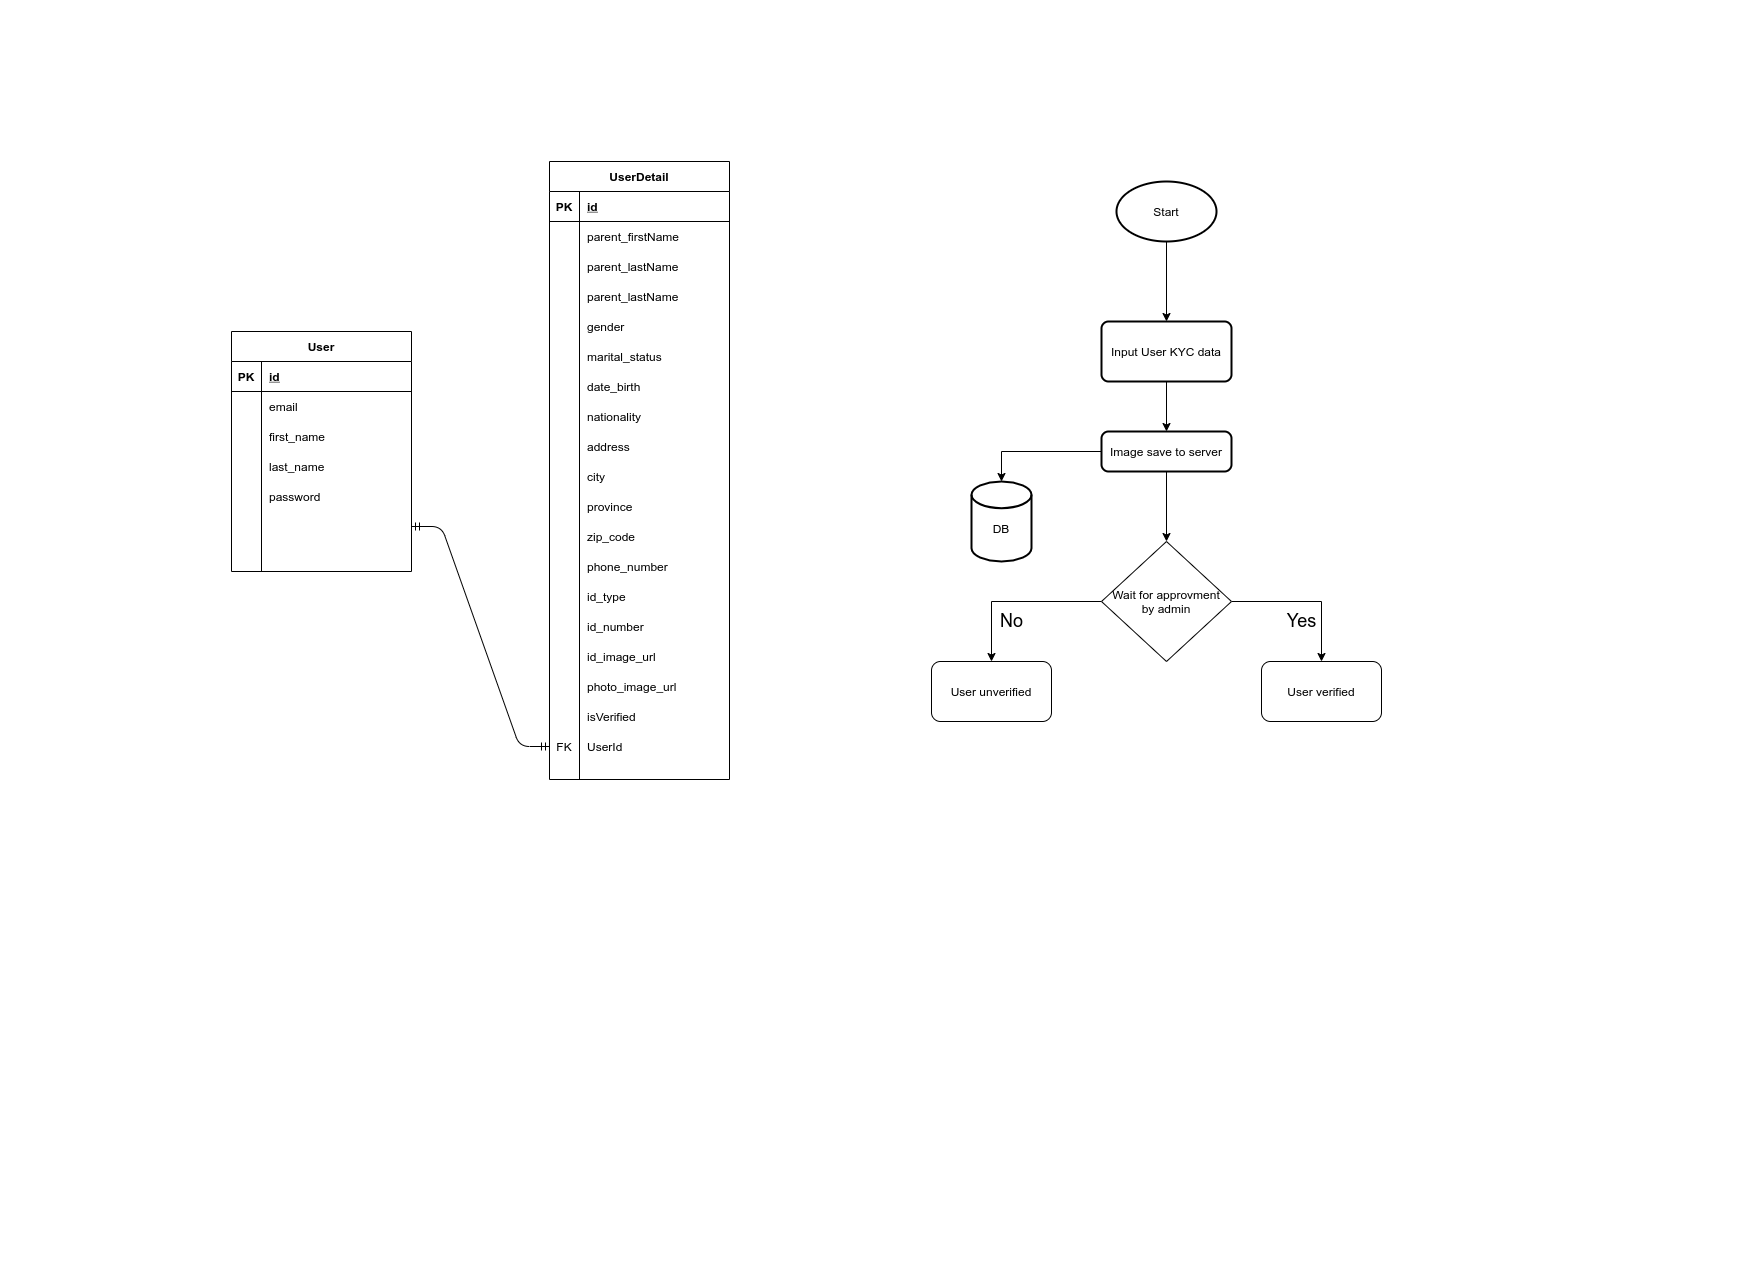 User
PK
id
email
first_name
last_name
password
UserDetail
PK
id
parent_firstName
parent_lastName
parent_lastName
gender
marital_status
date_birth
nationality
address
city
province
zip_code
phone_number
id_type
id_number
id_image_url
photo_image_url
isVerified
FK
UserId
Start
Input User KYC data
Image save to server
DB
Wait for approvment
by admin
No
Yes
User unverified
User verified